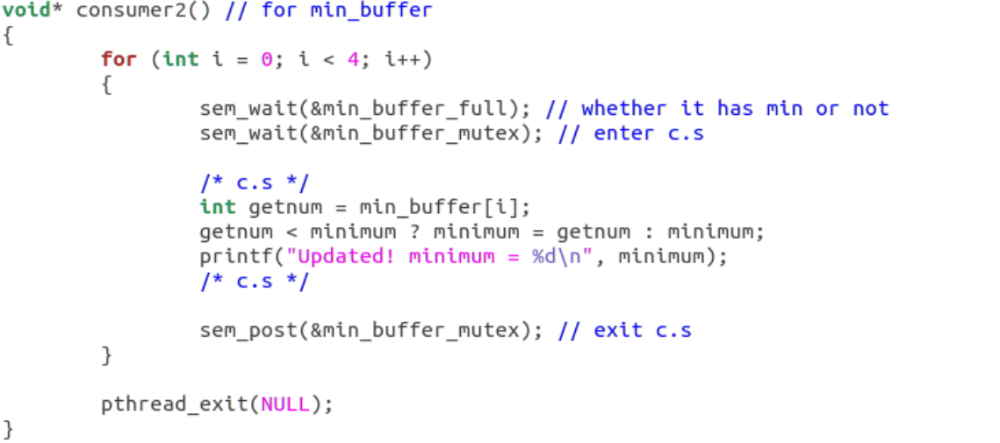 void* consumer2() // for min_buffer
{
for (int i = 0; i < 4; i++)
{
sem_wait(&min_buffer_full); // whether it has min or not
sem_wait(&min_buffer_mutex); // enter c.s
/* c.s */
int getnum = min_buffer[i];
getnum < minimum ? minimum = getnum : minimum;
printf("Updated! minimum = %d\n", minimum);
/* c.s */
sem_post(&min_buffer_mutex); // exit c.s
}
pthread_exit(NULL);
}